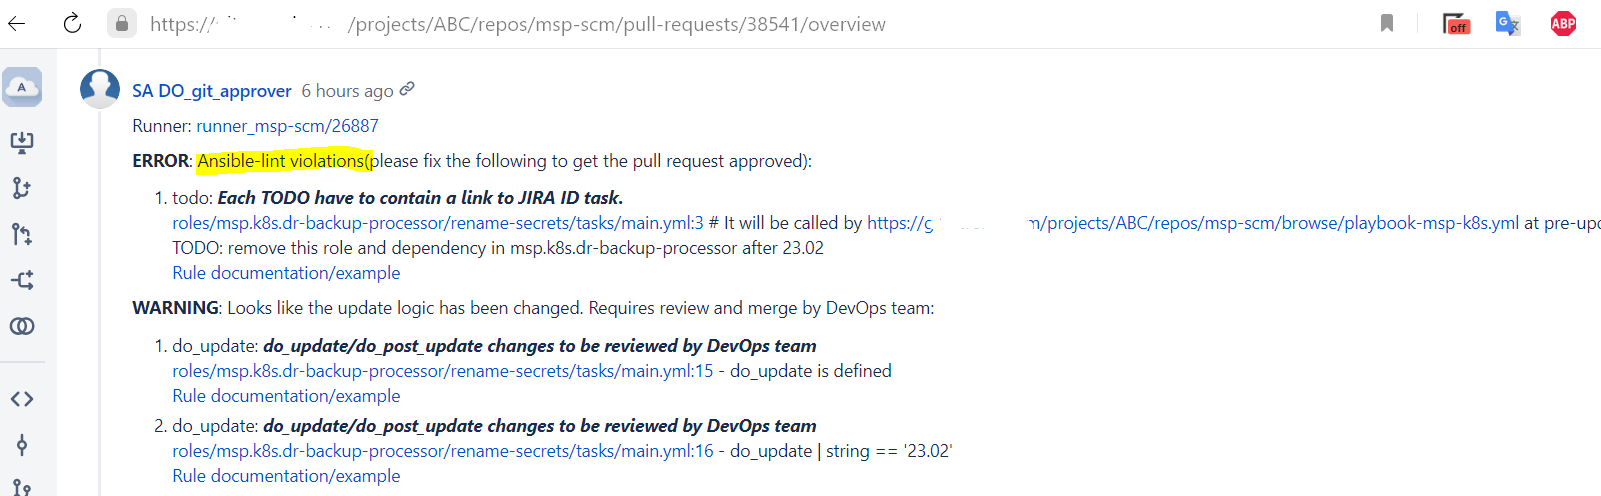 https:// /projects/ABC/repos/msp-scm/pull-requests/38541/overview
off
G
ABP
A
SA DO_git_approver 6 hours ago
Runner: runner_msp-scm/26887
ERROR: Ansible-lint violations(please fix the following to get the pull request approved):
1. todo: Each TODO have to contain a link to JIRA ID task.
roles/msp.k8s.dr-backup-processor/rename-secrets/tasks/main.yml:3 # It will be called by https://g m/projects/ABC/repos/msp-scm/browse/playbook-msp-k8s.yml at pre-upd
TODO: remove this role and dependency in msp.k8s.dr-backup-processor after 23.02
Rule documentation/example
WARNING: Looks like the update logic has been changed. Requires review and merge by DevOps team:
1. do_update: do_update/do_post_update changes to be reviewed by DevOps team
roles/msp.k8s.dr-backup-processor/rename-secrets/tasks/main.yml:15 - do_update is defined
Rule documentation/example
2. do_update: do_update/do_post_update changes to be reviewed by DevOps team
roles/msp.k8s.dr-backup-processor/rename-secrets/tasks/main.yml:16 - do_update | string == '23.02'
Rule documentation/example